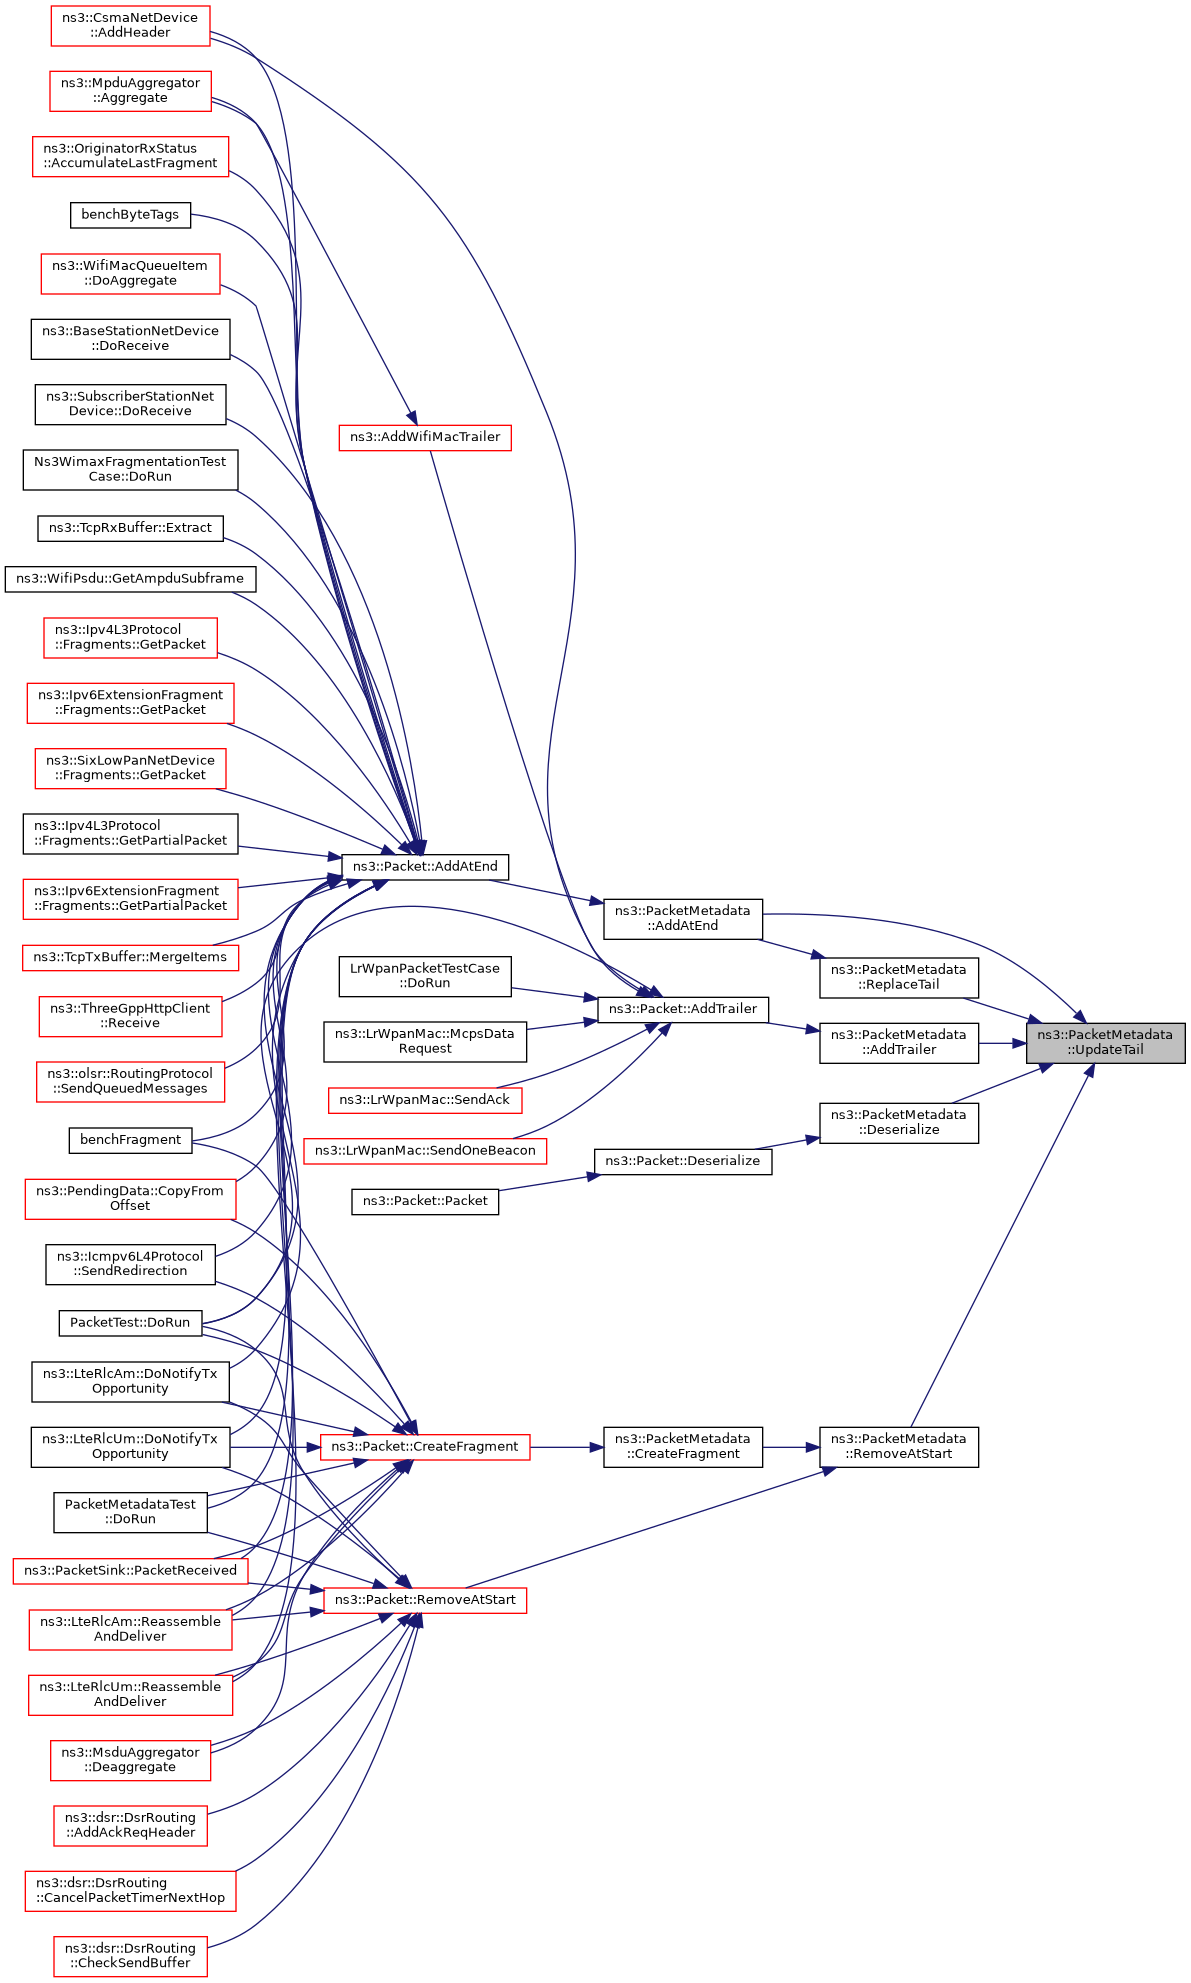 ns3::CsmaNetDevice
::AddHeader
ns3::MpduAggregator
::Aggregate
ns3::OriginatorRxStatus
::AccumulateLastFragment
benchByteTags
ns3::WifiMacQueueItem
::DoAggregate
ns3::BaseStationNetDevice
::DoReceive
ns3::SubscriberStationNet
Device::DoReceive
Ns3WimaxFragmentationTest
Case::DoRun
ns3::TcpRxBuffer::Extract
ns3::WifiPsdu::GetAmpduSubframe
ns3::Ipv4L3Protocol
::Fragments::GetPacket
ns3::Ipv6ExtensionFragment
::Fragments::GetPacket
ns3::SixLowPanNetDevice
::Fragments::GetPacket
ns3::Ipv4L3Protocol
::Fragments::GetPartialPacket
ns3::Ipv6ExtensionFragment
::Fragments::GetPartialPacket
ns3::TcpTxBuffer::MergeItems
ns3::ThreeGppHttpClient
::Receive
ns3::olsr::RoutingProtocol
::SendQueuedMessages
benchFragment
ns3::PendingData::CopyFrom
Offset
ns3::Icmpv6L4Protocol
::SendRedirection
PacketTest::DoRun
ns3::LteRlcAm::DoNotifyTx
Opportunity
ns3::LteRlcUm::DoNotifyTx
Opportunity
PacketMetadataTest
::DoRun
ns3::PacketSink::PacketReceived
ns3::LteRlcAm::Reassemble
AndDeliver
ns3::LteRlcUm::Reassemble
AndDeliver
ns3::MsduAggregator
::Deaggregate
ns3::dsr::DsrRouting
::AddAckReqHeader
ns3::dsr::DsrRouting
::CancelPacketTimerNextHop
ns3::dsr::DsrRouting
::CheckSendBuffer
ns3::AddWifiMacTrailer
ns3::Packet::AddAtEnd
LrWpanPacketTestCase
::DoRun
ns3::LrWpanMac::McpsData
Request
ns3::LrWpanMac::SendAck
ns3::LrWpanMac::SendOneBeacon
ns3::Packet::Packet
ns3::Packet::CreateFragment
ns3::Packet::RemoveAtStart
ns3::PacketMetadata
::AddAtEnd
ns3::Packet::AddTrailer
ns3::Packet::Deserialize
ns3::PacketMetadata
::CreateFragment
ns3::PacketMetadata
::ReplaceTail
ns3::PacketMetadata
::AddTrailer
ns3::PacketMetadata
::Deserialize
ns3::PacketMetadata
::RemoveAtStart
ns3::PacketMetadata
::UpdateTail